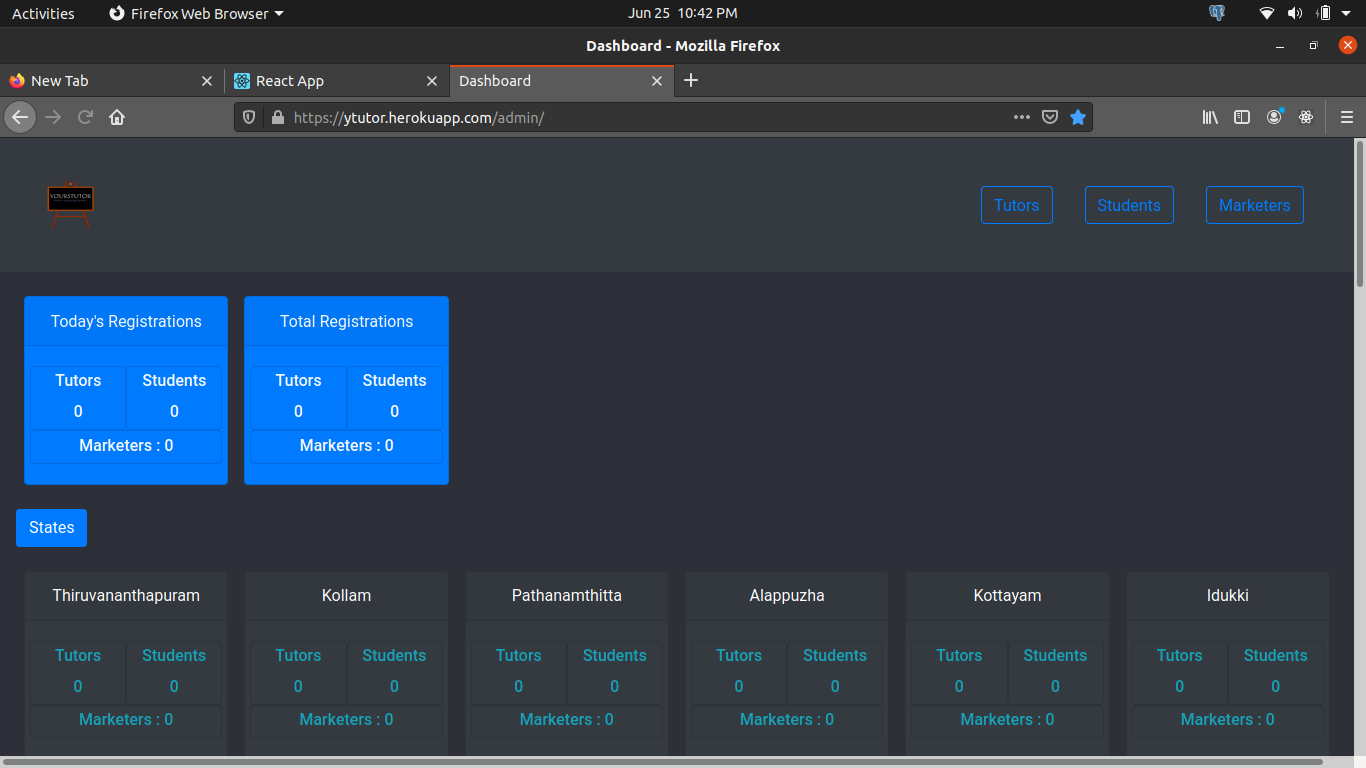 Activities Firefox Web Browser Jun 25 10:42 PM
Dashboard - Mozilla Firefox
New Tab React App Dashboard
https://ytutor.herokuapp.com/admin/
YOURSTUTOR
Tutors Students Marketers
Today's Registrations Total Registrations
Tutors Students Tutors Students
0 0 0 0
Marketers : 0 Marketers : 0
States
Thiruvananthapuram Kollam Pathanamthitta Alappuzha Kottayam Idukki
Tutors Students Tutors Students Tutors Students Tutors Students Tutors Students Tutors Students
0 0 0 0 0 0 0 0 0 0 0 0
Marketers : 0 Marketers : 0 Marketers : 0 Marketers : 0 Marketers : 0 Marketers : 0